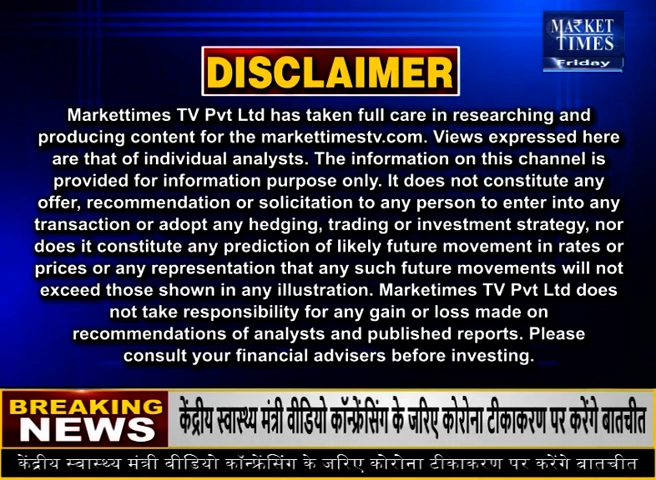 MARKET
TIMES
Friday
DISCLAIMER
Markettimes TV Pvt Ltd has taken full care in researching and
producing content for the markettimestv.com. Views expressed here
are that of individual analysts. The information on this channel is
provided for information purpose only. It does not constitute any
offer, recommendation or solicitation to any person to enter into any
transaction or adopt any hedging, trading or investment strategy, nor
does it constitute any prediction of likely future movement in rates or
prices or any representation that any such future movements will not
exceed those shown in any illustration. Marketimes TV Pvt Ltd does
not take responsibility for any gain or loss made on
recommendations of analysts and published reports. Please
consult your financial advisers before investing.
BREAKING
NEWS
केंद्रीय स्वास्थ्य मंत्री वीडियो कॉन्फ्रेंसिंग के जरिए कोरोना टीकाकरण पर करेंगे बातचीत
केंद्रीय स्वास्थ्य मंत्री वीडियो कॉन्फ्रेंसिंग के जरिए कोरोना टीकाकरण पर करेंगे बातचीत